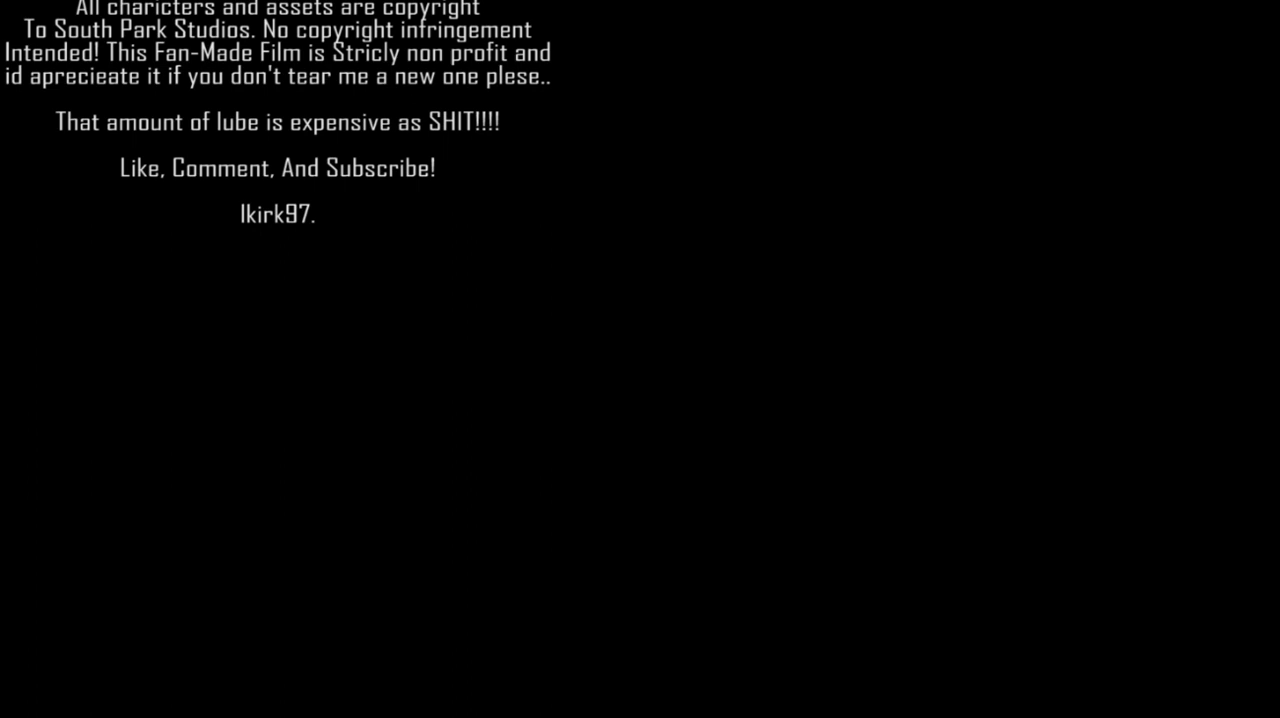 All charicters and assets are copyright
To South Park Studios. No copyright infringement
Intended! This Fan-Made Film is Stricly non profit and
id aprecieate it if you don't tear me a new one plese..
That amount of lube is expensive as SHIT!!!!
Like, Comment, And Subscribe!
Ikirk97.